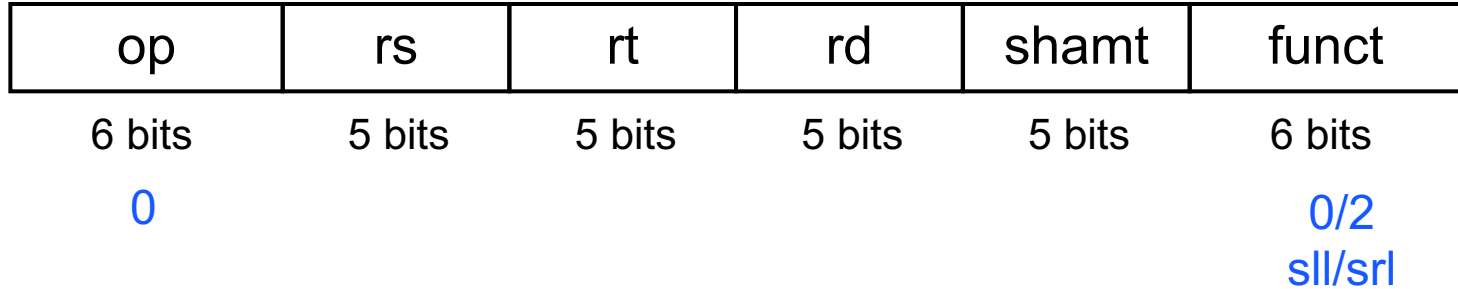 op rs rt rd shamt funct
6 bits 5 bits 5 bits 5 bits 5 bits 6 bits
0 0/2
sll/srl